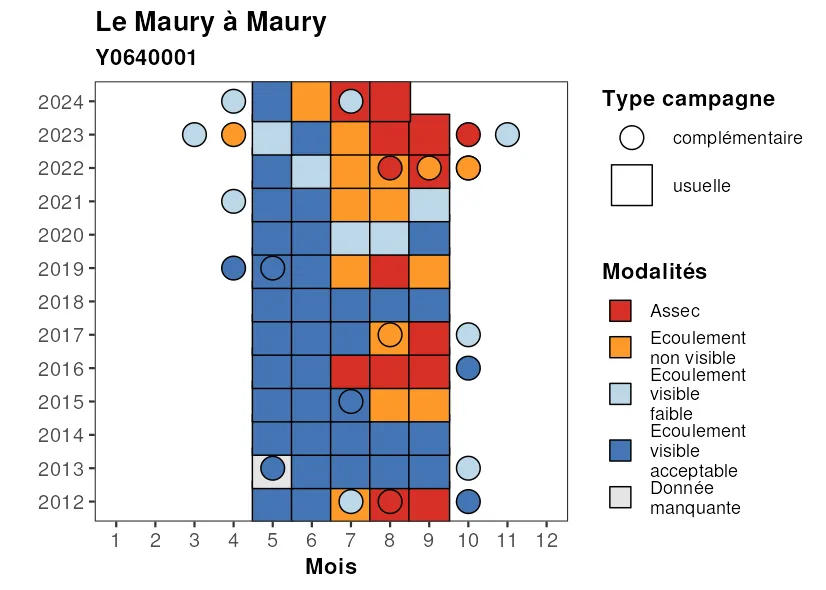 Le Maury à Maury
Y0640001
2024
2023
2022
2021
2020
2019
2018
2017
2016
2015
2014
2013
2012
1 2 3 4 5 6 7 8 9 10 11 12
Mois
Type campagne
complémentaire
usuelle
Modalités
Assec
Ecoulement
non visible
Ecoulement
visible
faible
Ecoulement
visible
acceptable
Donnée
manquante